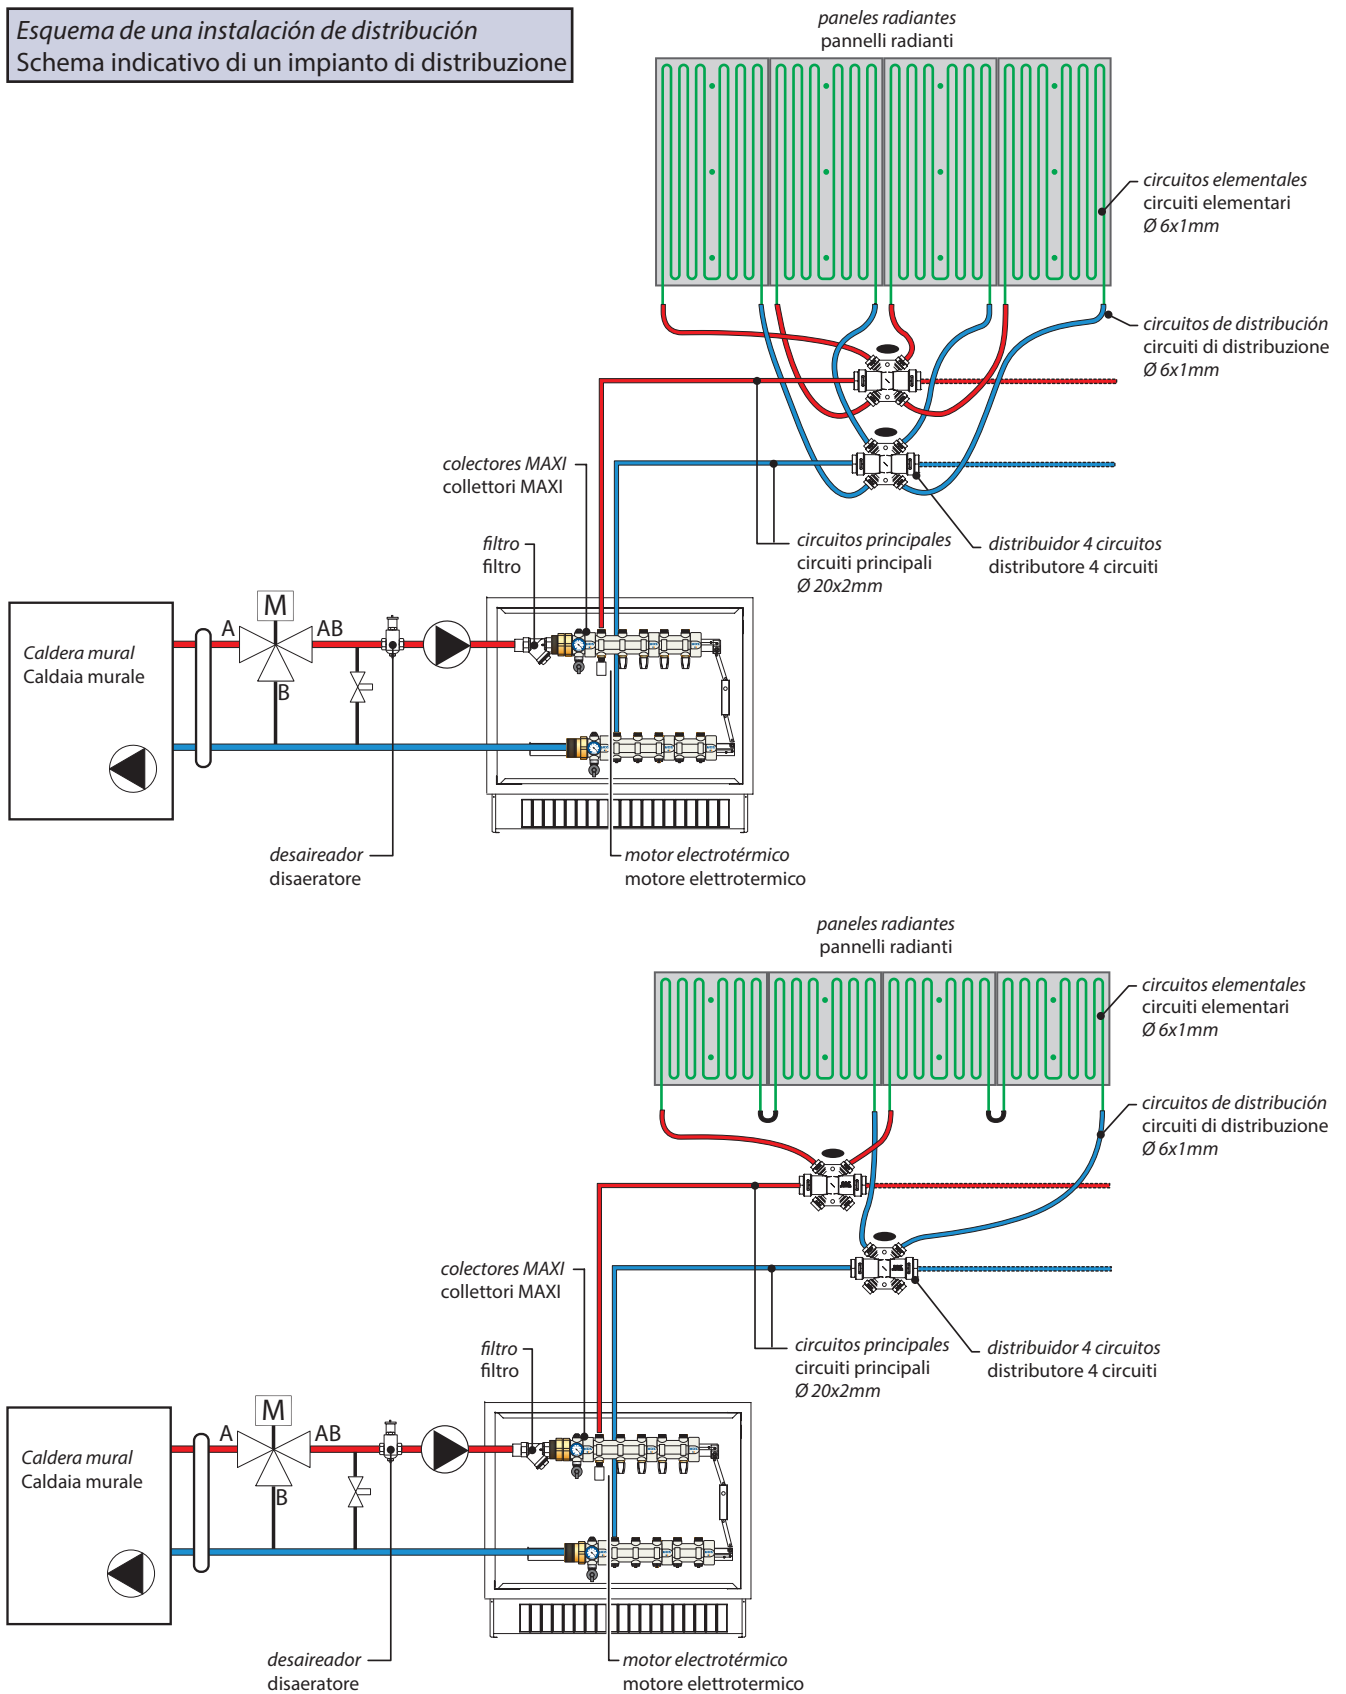 Esquema de una instalación de distribución
Schema indicativo di un impianto di distribuzione
paneles radiantes
pannelli radianti
circuitos elementales
circuiti elementari
Ø 6x1mm
circuitos de distribución
circuiti di distribuzione
Ø 6x1mm
colectores MAXI
collettori MAXI
filtro
filtro
circuitos principales
circuiti principali
Ø 20x2mm
distribuidor 4 circuitos
distributore 4 circuiti
M
A
AB
B
Caldera mural
Caldaia murale
desaireador
disaeratore
motor electrotérmico
motore elettrotermico
paneles radiantes
pannelli radianti
circuitos elementales
circuiti elementari
Ø 6x1mm
circuitos de distribución
circuiti di distribuzione
Ø 6x1mm
colectores MAXI
collettori MAXI
filtro
filtro
circuitos principales
circuiti principali
Ø 20x2mm
distribuidor 4 circuitos
distributore 4 circuiti
M
A
AB
B
Caldera mural
Caldaia murale
desaireador
disaeratore
motor electrotérmico
motore elettrotermico